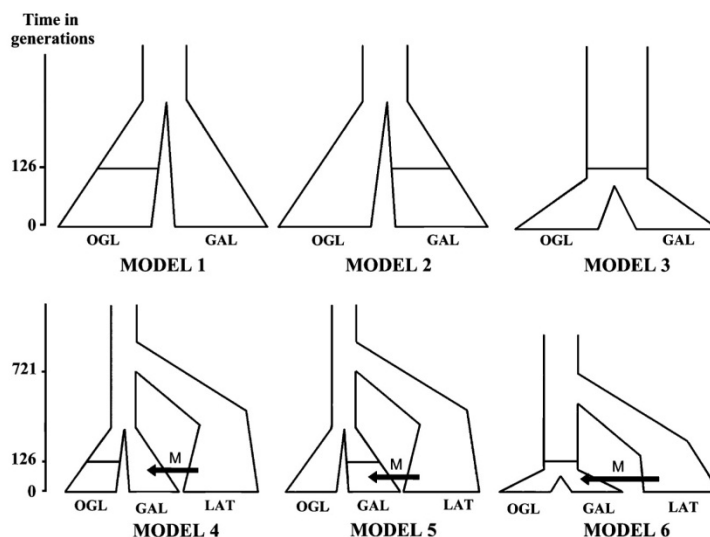 Time in
generations
126
0
OGL GAL
MODEL 1
OGL GAL
MODEL 2
OGL GAL
MODEL 3
721
126
0
M
OGL GAL LAT
MODEL 4
M
OGL GAL LAT
MODEL 5
M
OGL GAL LAT
MODEL 6